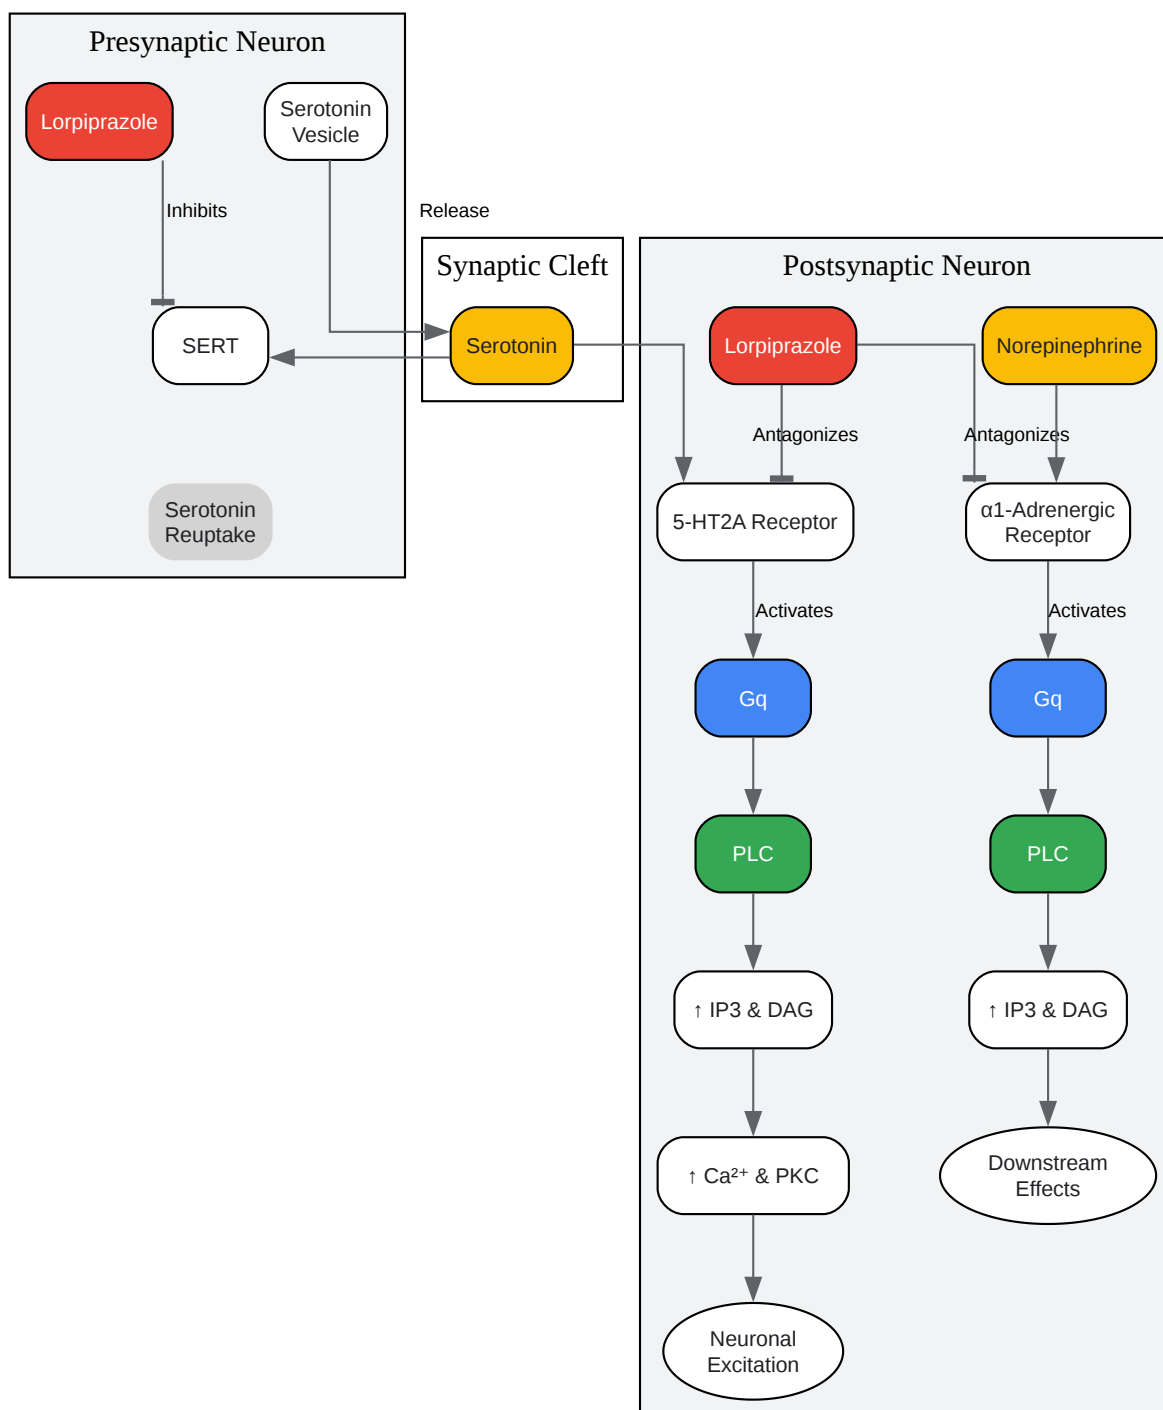 Presynaptic Neuron
Lorpiprazole
Serotonin
Vesicle
Inhibits
Release
SERT
Serotonin
Reuptake
Synaptic Cleft
Serotonin
Postsynaptic Neuron
Lorpiprazole
Norepinephrine
Antagonizes
Antagonizes
5-HT2A Receptor
α1-Adrenergic
Receptor
Activates
Activates
Gq
Gq
PLC
PLC
↑ IP3 & DAG
↑ IP3 & DAG
↑ Ca²⁺ & PKC
Downstream
Effects
Neuronal
Excitation